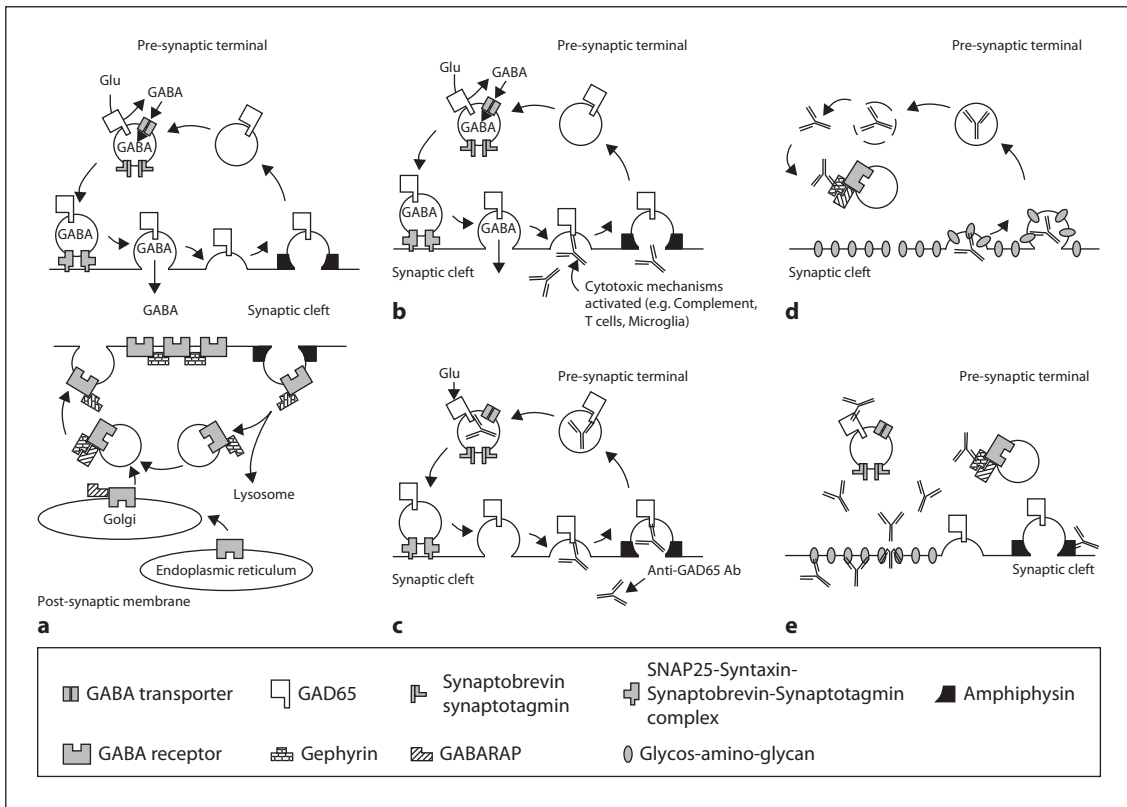 Pre-synaptic terminal
Glu
GABA
GABA
GABA
GABA
GABA
Synaptic cleft
Lysosome
Golgi
Endoplasmic reticulum
Post-synaptic membrane
a
Pre-synaptic terminal
Glu
GABA
GABA
GABA
GABA
Synaptic cleft
Cytotoxic mechanisms
activated (e.g. Complement,
T cells, Microglia)
b
Pre-synaptic terminal
Glu
Synaptic cleft
Anti-GAD65 Ab
c
Pre-synaptic terminal
Synaptic cleft
d
Pre-synaptic terminal
Synaptic cleft
e
GABA transporter
GAD65
Synaptobrevin
synaptotagmin
SNAP25-Syntaxin-
Synaptobrevin-Synaptotagmin
complex
Amphiphysin
GABA receptor
Gephyrin
GABARAP
Glycos-amino-glycan